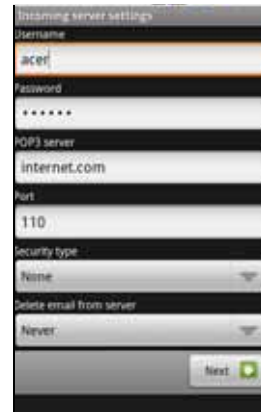 Incoming server settings
Username
acer
Password
••••••
POP3 server
internet.com
Port
110
Security type
None
Delete email from server
Never
Next